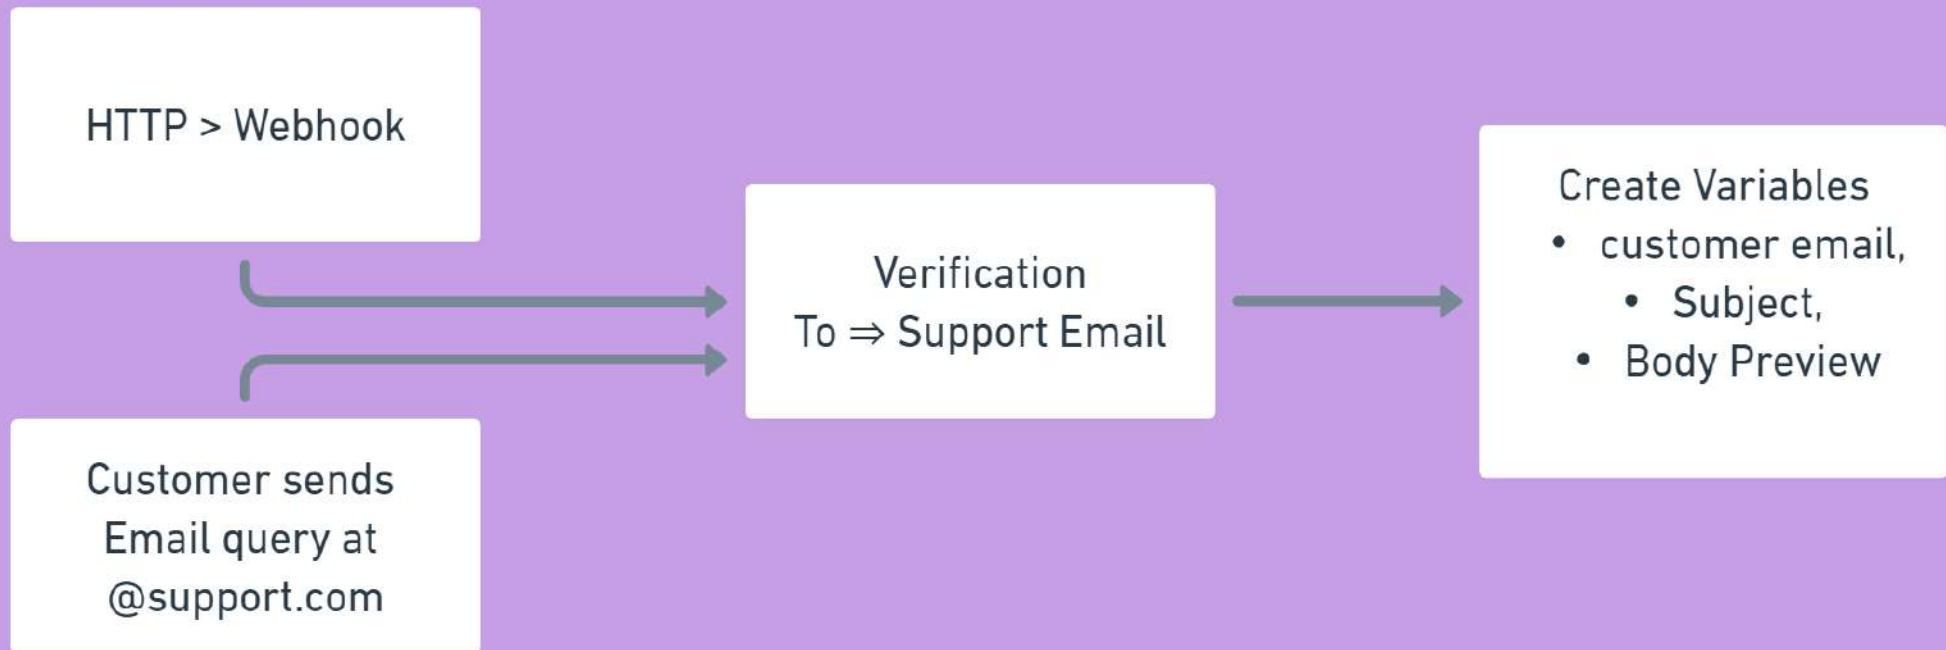 HTTP > Webhook
Customer sends
Email query at
@support.com
Verification
To ⇒ Support Email
Create Variables
• customer email,
• Subject,
• Body Preview